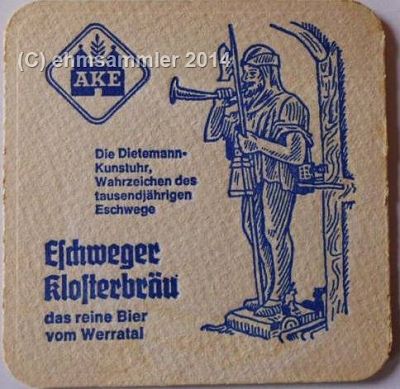 (C) ehmsammler 2014
AKE
Die Dietemann-
Kunstuhr,
Wahrzeichen des
tausendjährigen
Eschwege
Eschweger
Klosterbräu
das reine Bier
vom Werratal